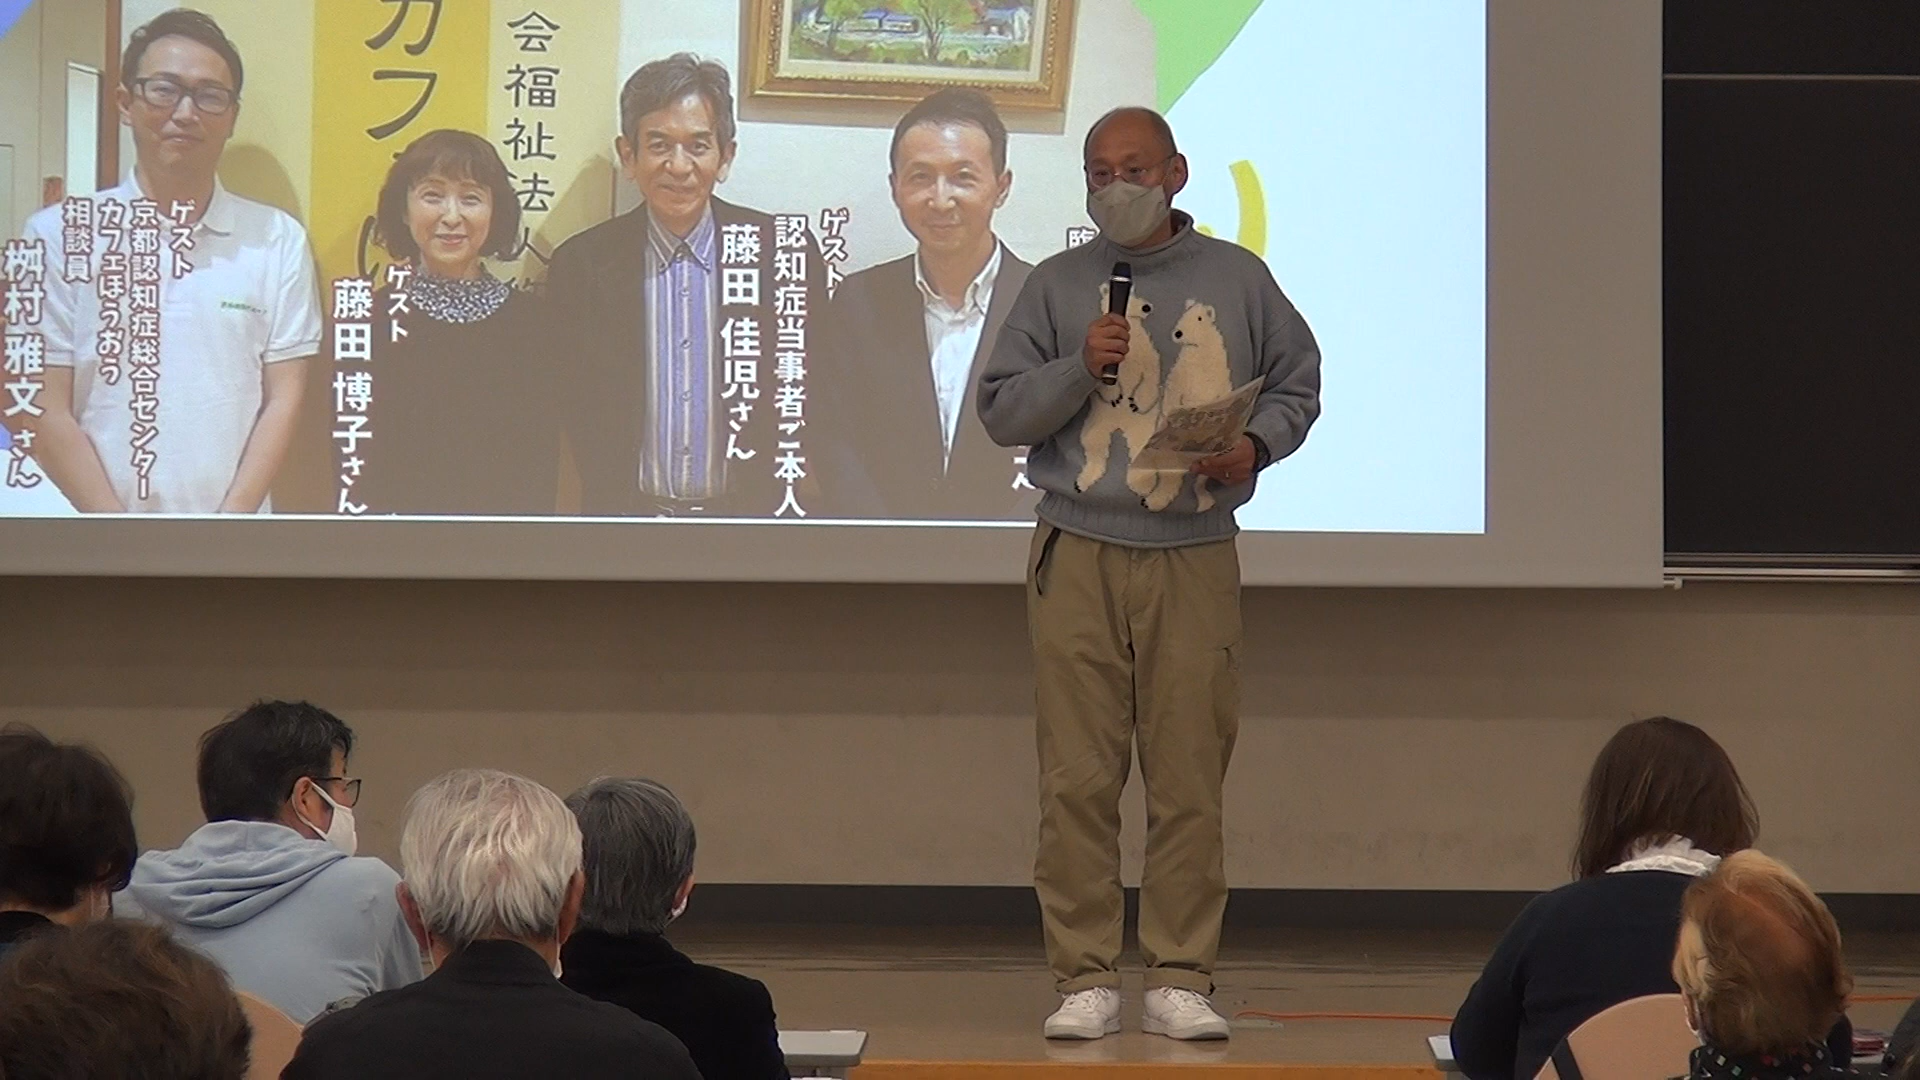 カフェほ
会福祉法人
臨
ゲスト
認知症当事者ご本人
藤田 佳児さん
ゲスト
藤田 博子さん
ゲスト
京都認知症総合センター
カフェほうおう
相談員
桝村 雅文さん